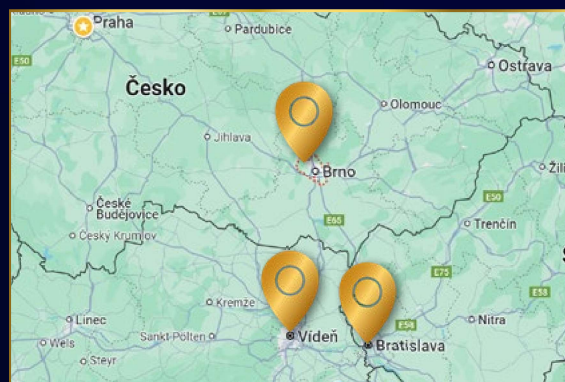 Praha
Pardubice
E50
Ostrava
Česko
Olomouc
Jihlava
Brno
Žili
České
Budějovice
E50
Trenčín
E65
Český Krumlov
E75
Kremže
E58
Linec
Nitra
E58
Sankt Pölten
Vídeň
Bratislava
Wels
Steyr